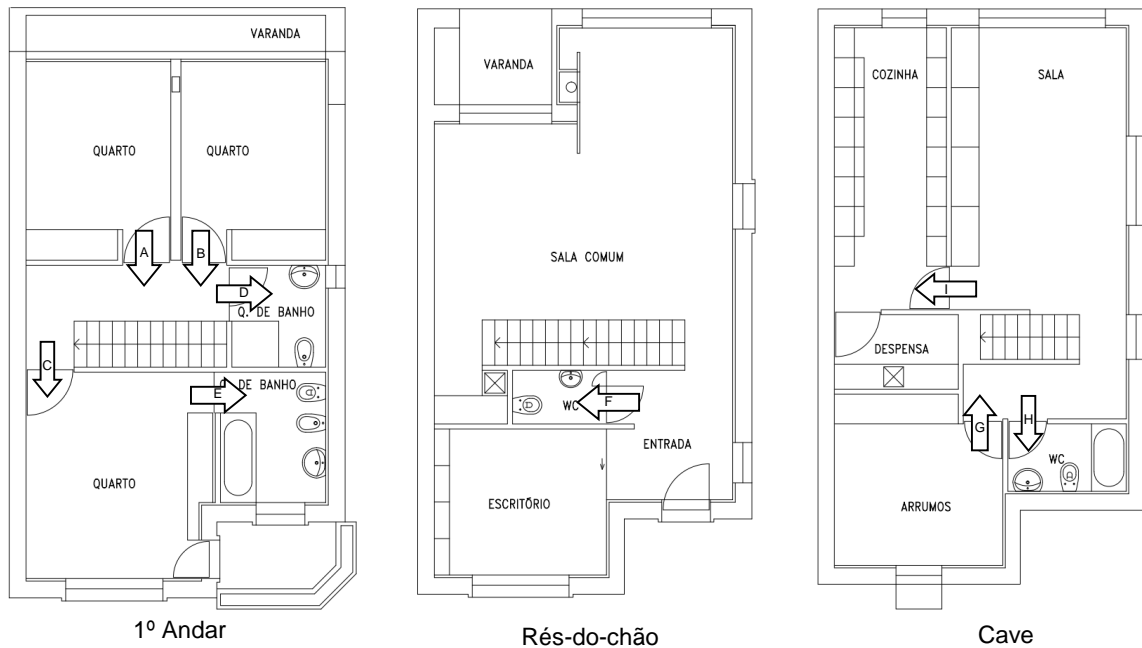 VARANDA
QUARTO
QUARTO
A
B
D
Q. DE BANHO
C
E
Q. DE BANHO
QUARTO
1º Andar
VARANDA
SALA COMUM
F
WC
ENTRADA
ESCRITÓRIO
Rés-do-chão
COZINHA
SALA
I
DESPENSA
G
H
WC
ARRUMOS
Cave